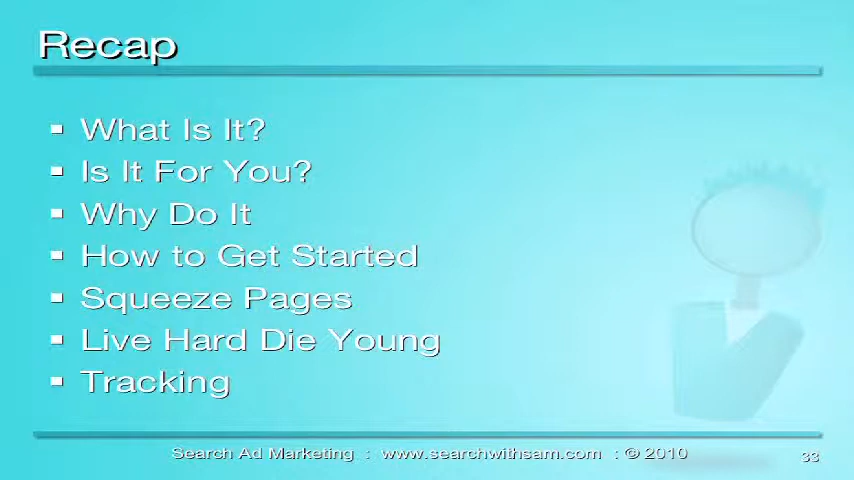 Recap
▪ What Is It?
▪ Is It For You?
▪ Why Do It
▪ How to Get Started
▪ Squeeze Pages
▪ Live Hard Die Young
▪ Tracking
Search Ad Marketing : www.searchwithsam.com : © 2010
33